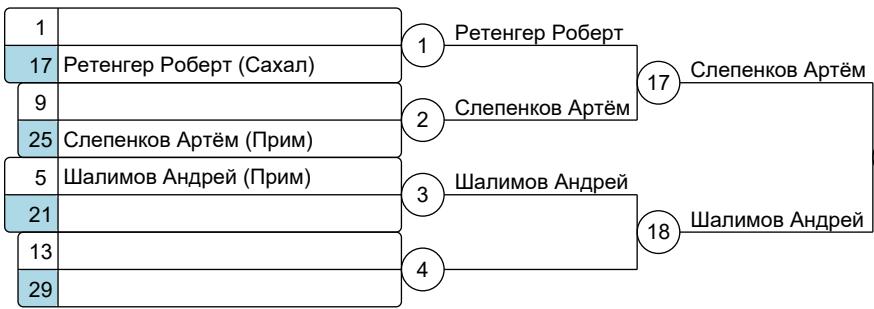 1
17 Ретенгер Роберт (Сахал)
9
25 Слепенков Артём (Прим)
5 Шалимов Андрей (Прим)
21
13
29
1 Ретенгер Роберт
2 Слепенков Артём
3 Шалимов Андрей
4
17 Слепенков Артём
18 Шалимов Андрей